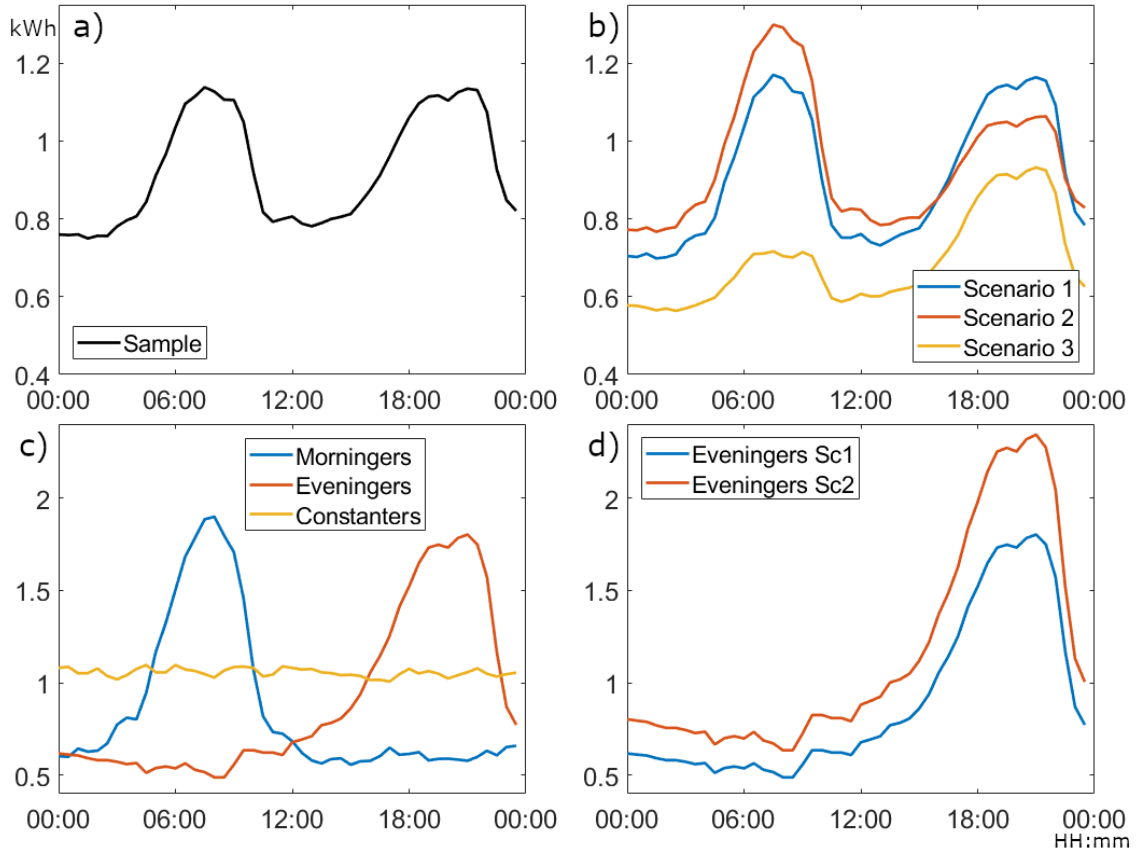 kWh
a)
1.2
1
0.8
0.6
0.4
Sample
00:00 06:00 12:00 18:00 00:00
b)
1.2
1
0.8
0.6
0.4
Scenario 1
Scenario 2
Scenario 3
00:00 06:00 12:00 18:00 00:00
c)
2
1.5
1
0.5
Morningers
Eveningers
Constanters
00:00 06:00 12:00 18:00 00:00
d)
2
1.5
1
0.5
Eveningers Sc1
Eveningers Sc2
00:00 06:00 12:00 18:00 00:00
HH:mm